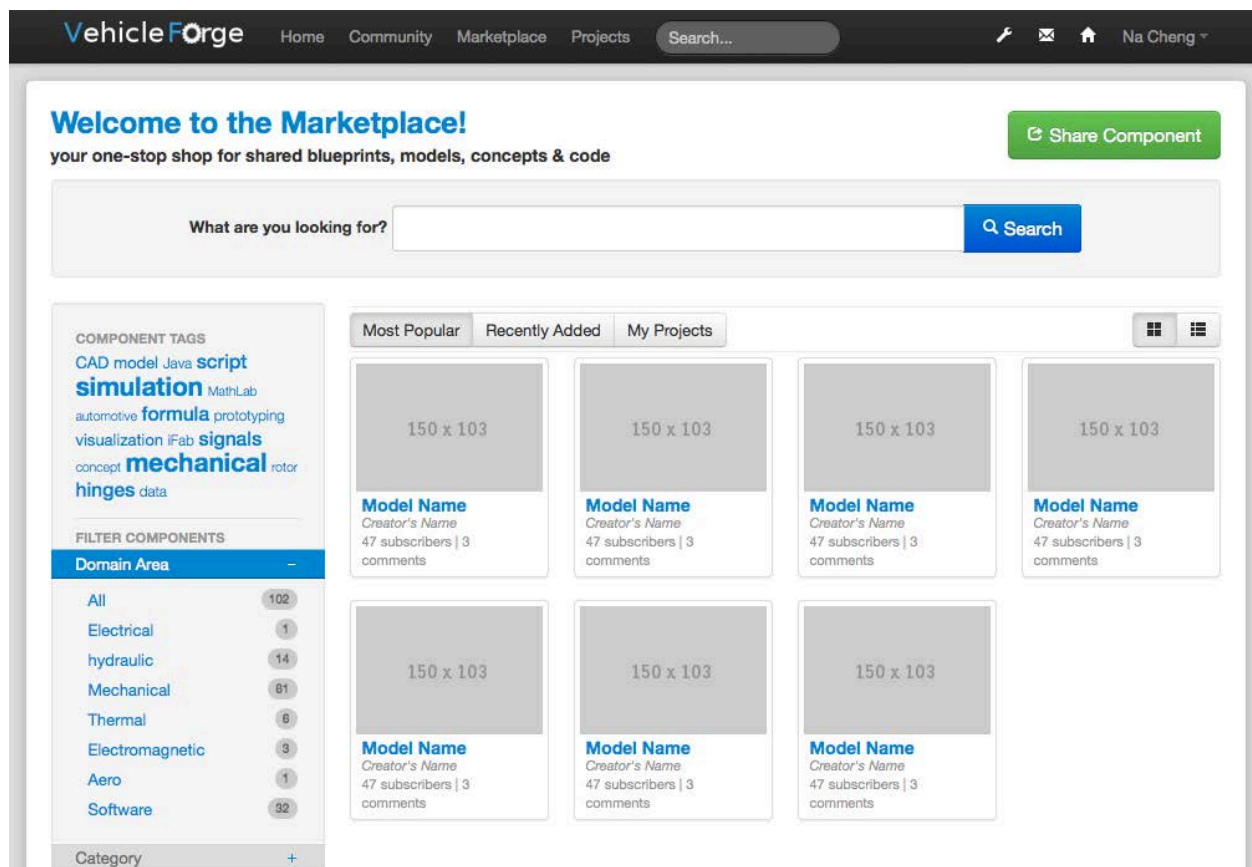 VehicleFOrge Home Community Marketplace Projects Search... Na Cheng
Welcome to the Marketplace!
your one-stop shop for shared blueprints, models, concepts & code
Share Component
What are you looking for? Search
COMPONENT TAGS
CAD model Java script
simulation MathLab
automotive formula prototyping
visualization iFab signals
concept mechanical rotor
hinges data
FILTER COMPONENTS
Domain Area –
All 102
Electrical 1
hydraulic 14
Mechanical 81
Thermal 6
Electromagnetic 3
Aero 1
Software 32
Category +
Most Popular Recently Added My Projects
150 x 103 150 x 103 150 x 103 150 x 103
Model Name Model Name Model Name Model Name
Creator's Name Creator's Name Creator's Name Creator's Name
47 subscribers | 3 47 subscribers | 3 47 subscribers | 3 47 subscribers | 3
comments comments comments comments
150 x 103 150 x 103 150 x 103
Model Name Model Name Model Name
Creator's Name Creator's Name Creator's Name
47 subscribers | 3 47 subscribers | 3 47 subscribers | 3
comments comments comments